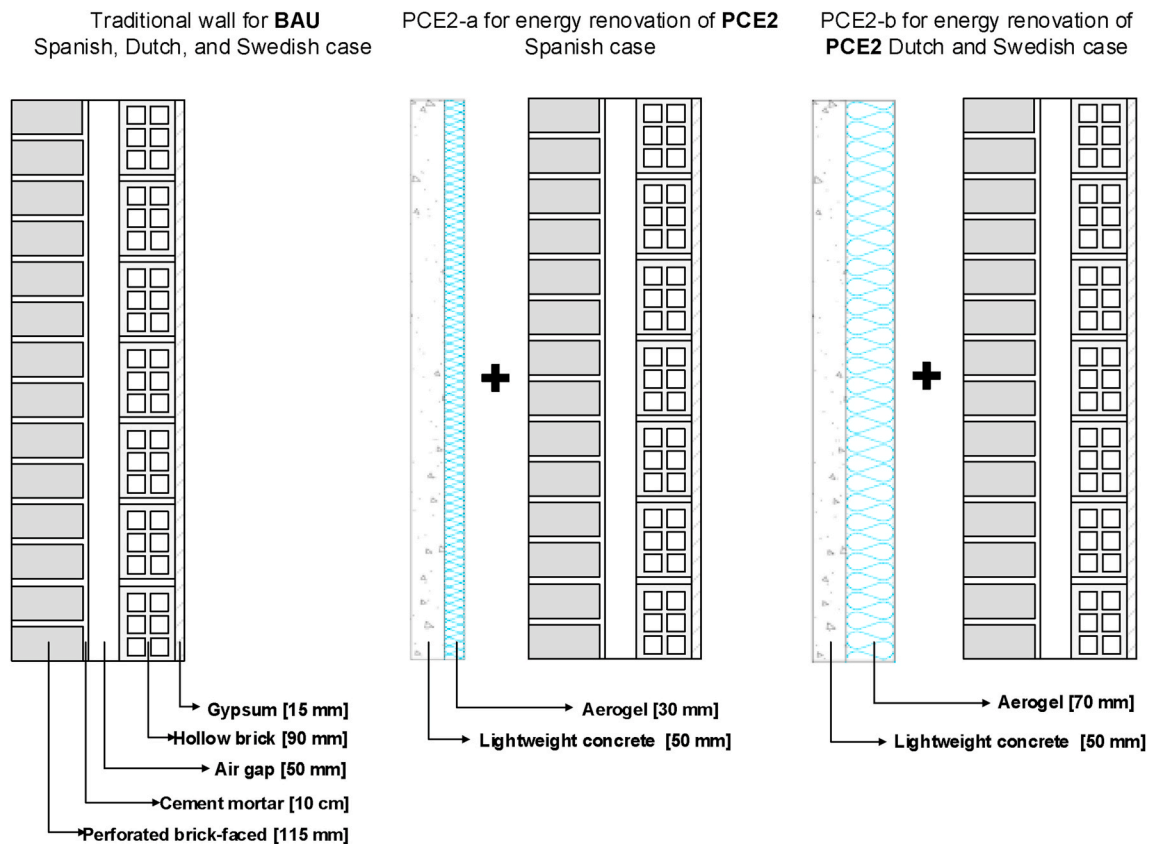 Traditional wall for BAU
Spanish, Dutch, and Swedish case
PCE2-a for energy renovation of PCE2
Spanish case
PCE2-b for energy renovation of
PCE2 Dutch and Swedish case
Gypsum [15 mm]
Hollow brick [90 mm]
Air gap [50 mm]
Cement mortar [10 cm]
Perforated brick-faced [115 mm]
Aerogel [30 mm]
Lightweight concrete [50 mm]
Aerogel [70 mm]
Lightweight concrete [50 mm]